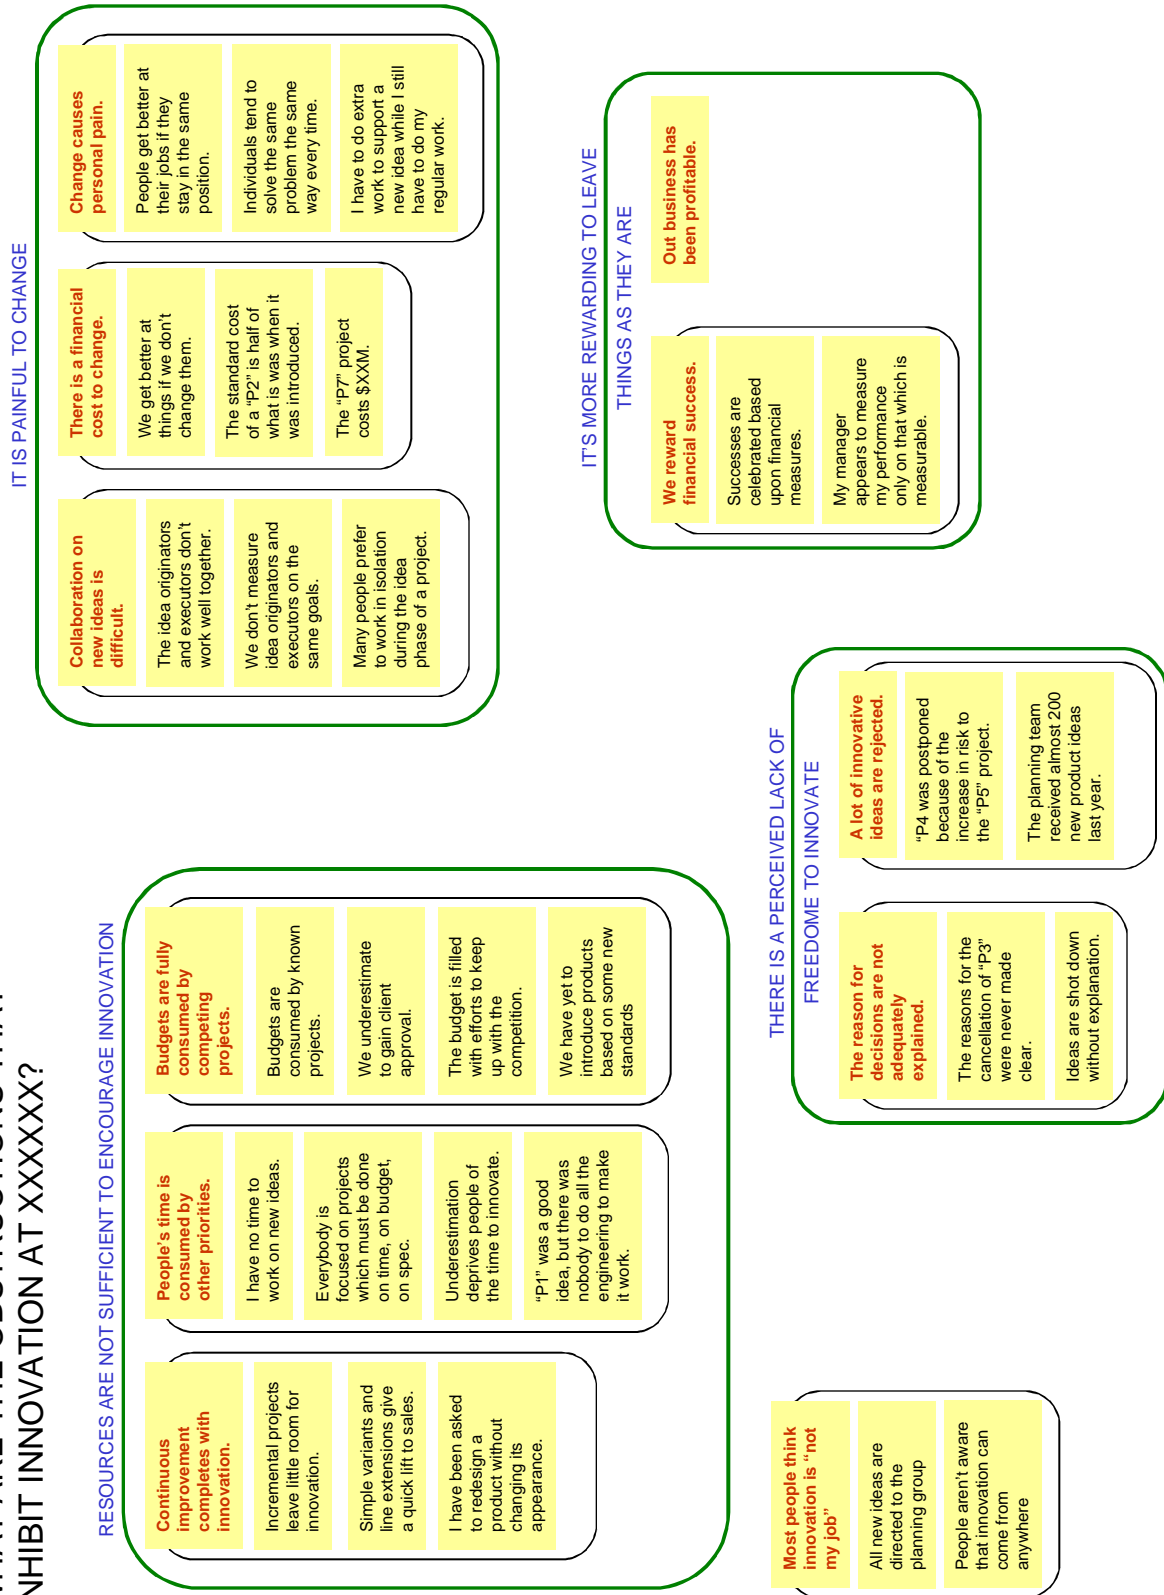 WHAT ARE THE OBSTRUCTIONS THAT
INHIBIT INNOVATION AT XXXXX?
RESOURCES ARE NOT SUFFICIENT TO ENCOURAGE INNOVATION
Continuous
improvement
completes with
innovation.
Incremental projects
leave little room for
innovation.
Simple variants and
line extensions give
a quick lift to sales.
I have been asked
to redesign a
product without
changing its
appearance.
People's time is
consumed by
other priorities.
I have no time to
work on new ideas.
Everybody is
focused on projects
which must be done
on time, on budget,
on spec.
Underestimation
deprives people of
the time to innovate.
"P1" was a good
idea, but there was
nobody to do all the
engineering to make
it work.
Budgets are fully
consumed by
competing
projects.
Budgets are
consumed by known
projects.
We underestimate
to gain client
approval.
The budget is filled
with efforts to keep
up with the
competition.
We have yet to
introduce products
based on some new
standards
IT IS PAINFUL TO CHANGE
Collaboration on
new ideas is
difficult.
The idea originators
and executors don't
work well together.
We don't measure
idea originators and
executors on the
same goals.
Many people prefer
to work in isolation
during the idea
phase of a project.
There is a financial
cost to change.
We get better at
things if we don't
change them.
The standard cost
of a "P2" is half of
what is was when it
was introduced.
The "P7" project
costs $XXM.
Change causes
personal pain.
People get better at
their jobs if they
stay in the same
position.
Individuals tend to
solve the same
problem the same
way every time.
I have to do extra
work to support a
new idea while I still
have to do my
regular work.
Most people think
innovation is "not
my job"
All new ideas are
directed to the
planning group
People aren't aware
that innovation can
come from
anywhere
THERE IS A PERCEIVED LACK OF
FREEDOME TO INNOVATE
The reason for
decisions are not
adequately
explained.
The reasons for the
cancellation of "P3"
were never made
clear.
Ideas are shot down
without explanation.
A lot of innovative
ideas are rejected.
"P4 was postponed
because of the
increase in risk to
the "P5" project.
The planning team
received almost 200
new product ideas
last year.
IT'S MORE REWARDING TO LEAVE
THINGS AS THEY ARE
We reward
financial success.
Successes are
celebrated based
upon financial
measures.
My manager
appears to measure
my performance
only on that which is
measurable.
Out business has
been profitable.